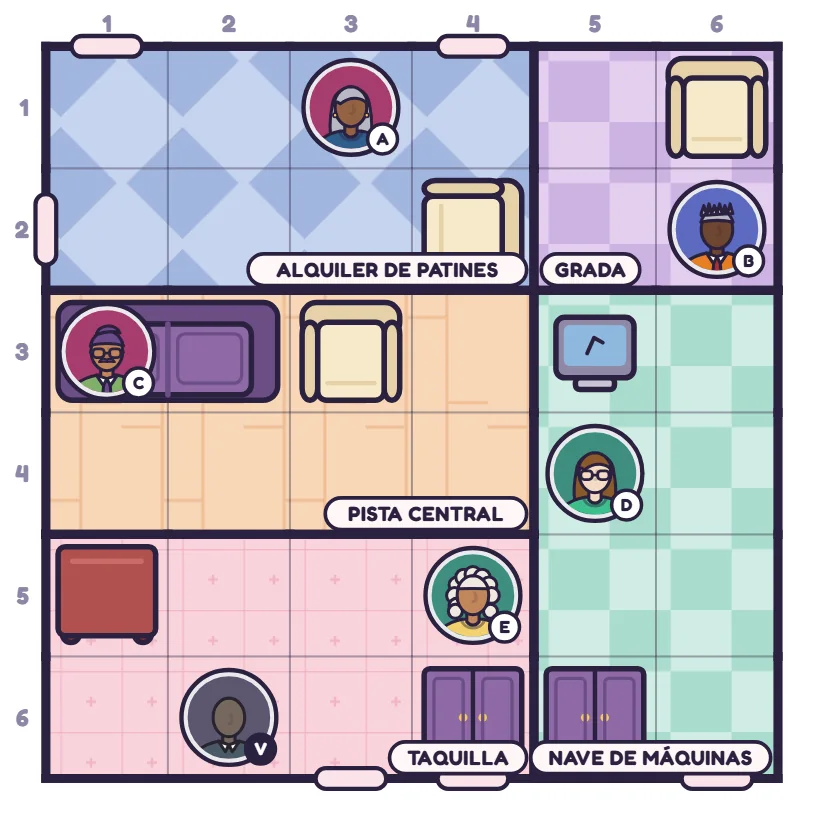 1 2 3 4 5 6
1
A
2
B
ALQUILER DE PATINES
GRADA
3
C
4
D
PISTA CENTRAL
5
E
6
V
TAQUILLA
NAVE DE MÁQUINAS